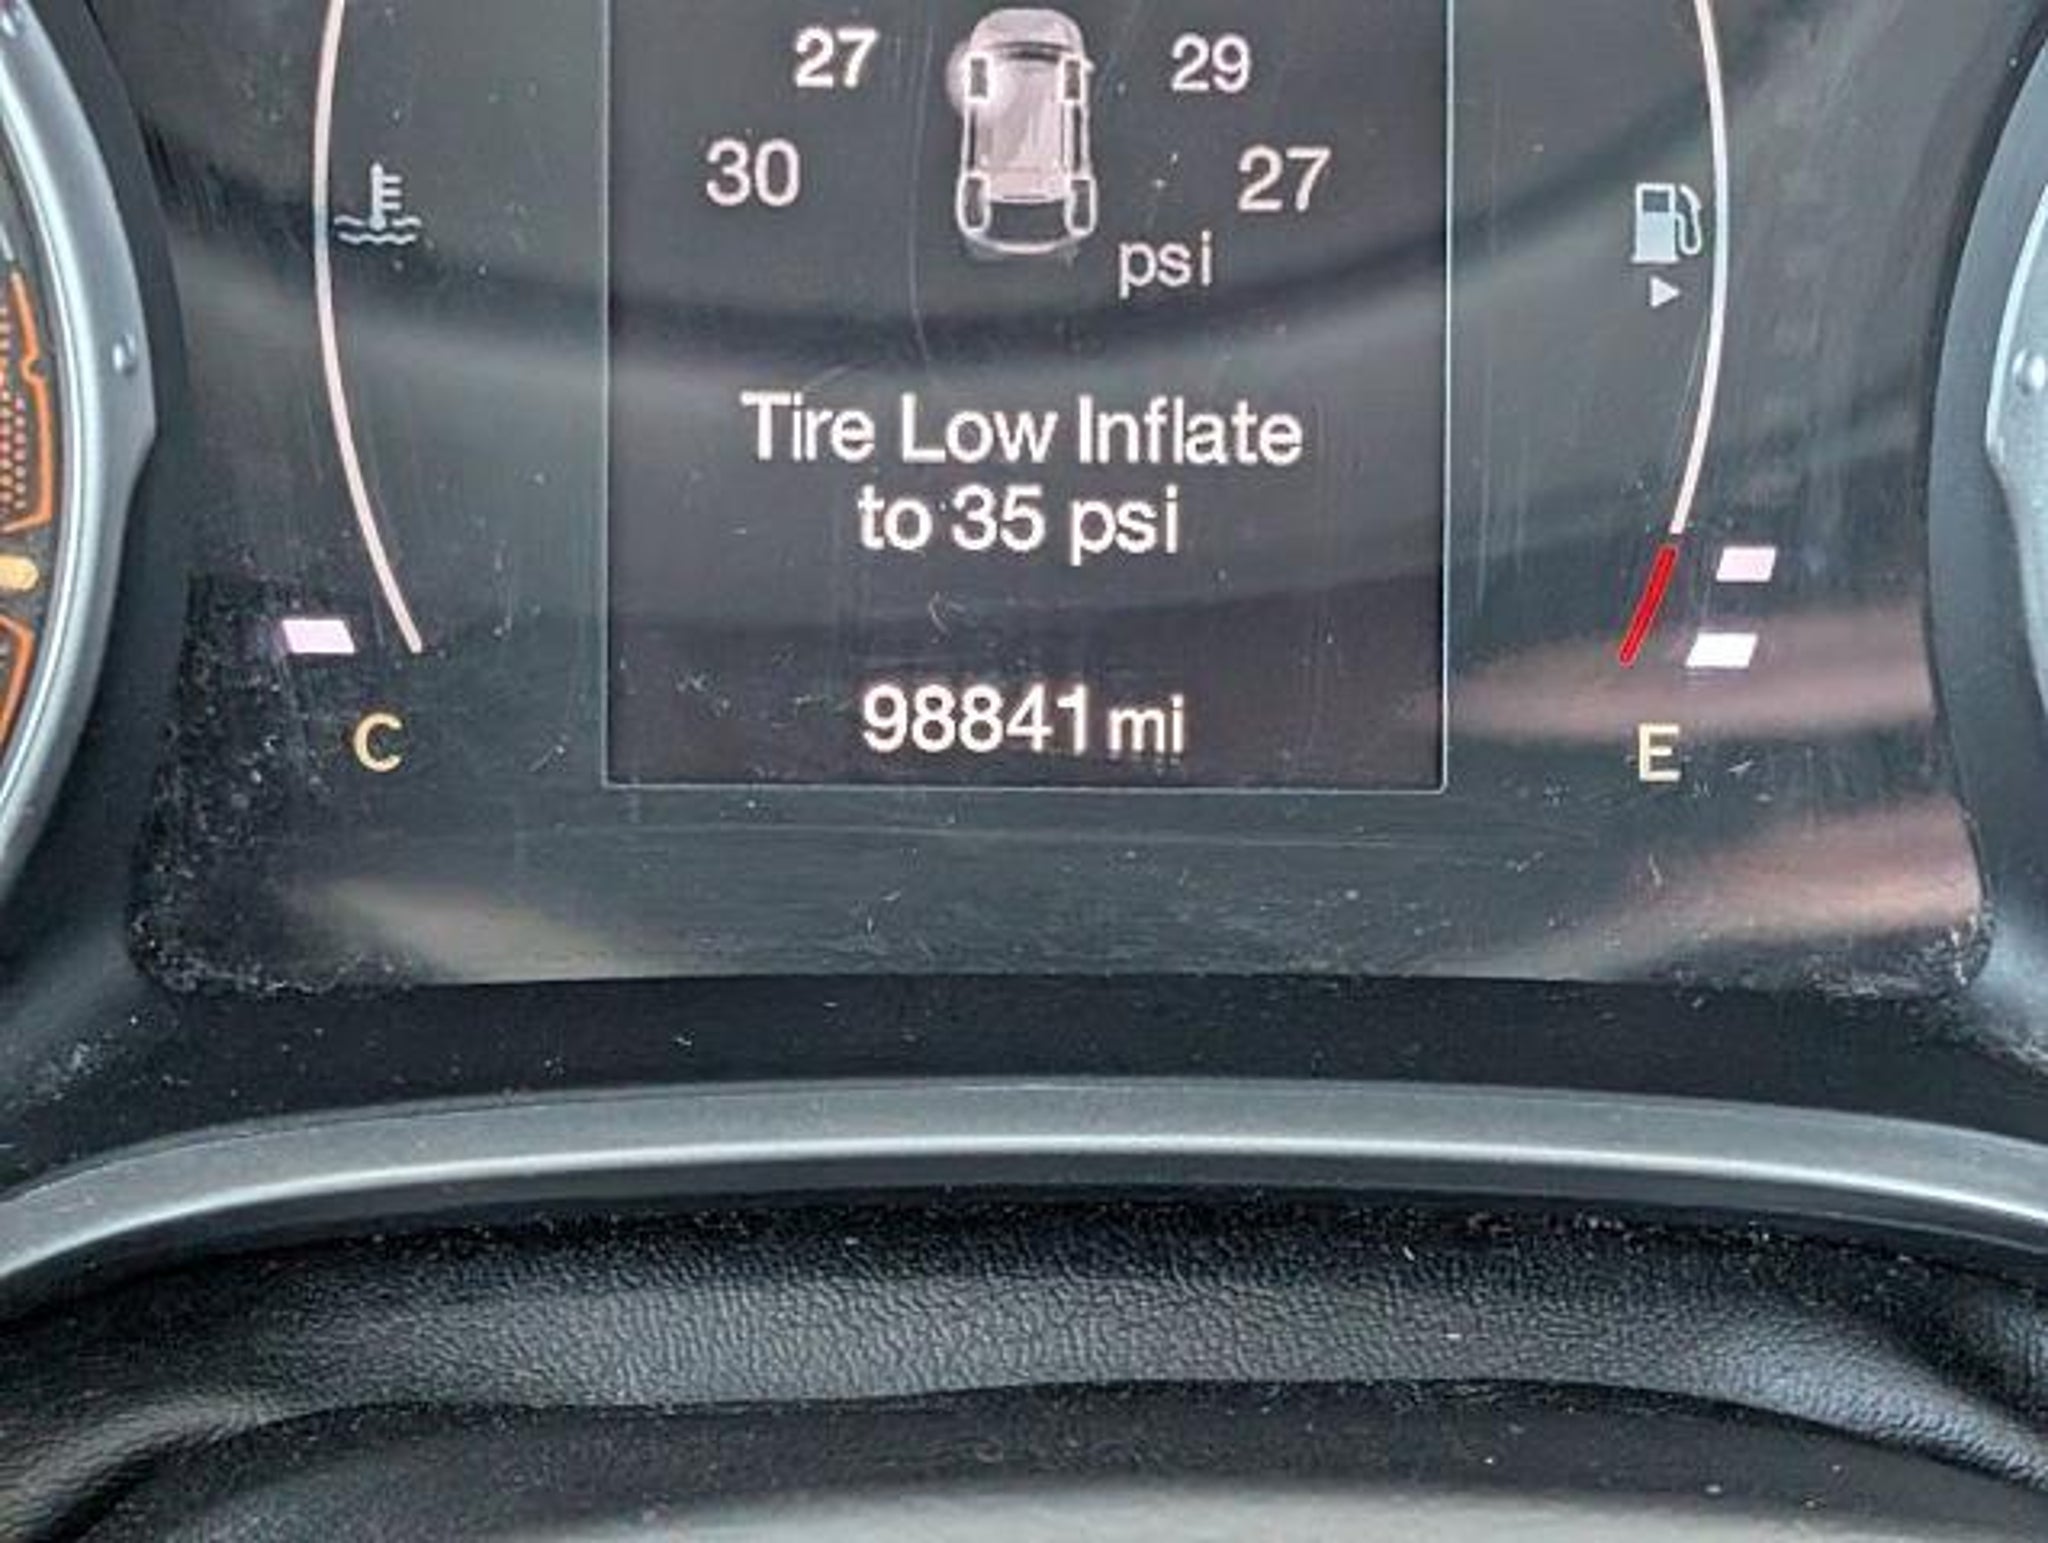 27 29
30 27
psi
Tire Low Inflate
to 35 psi
98841 mi
C E